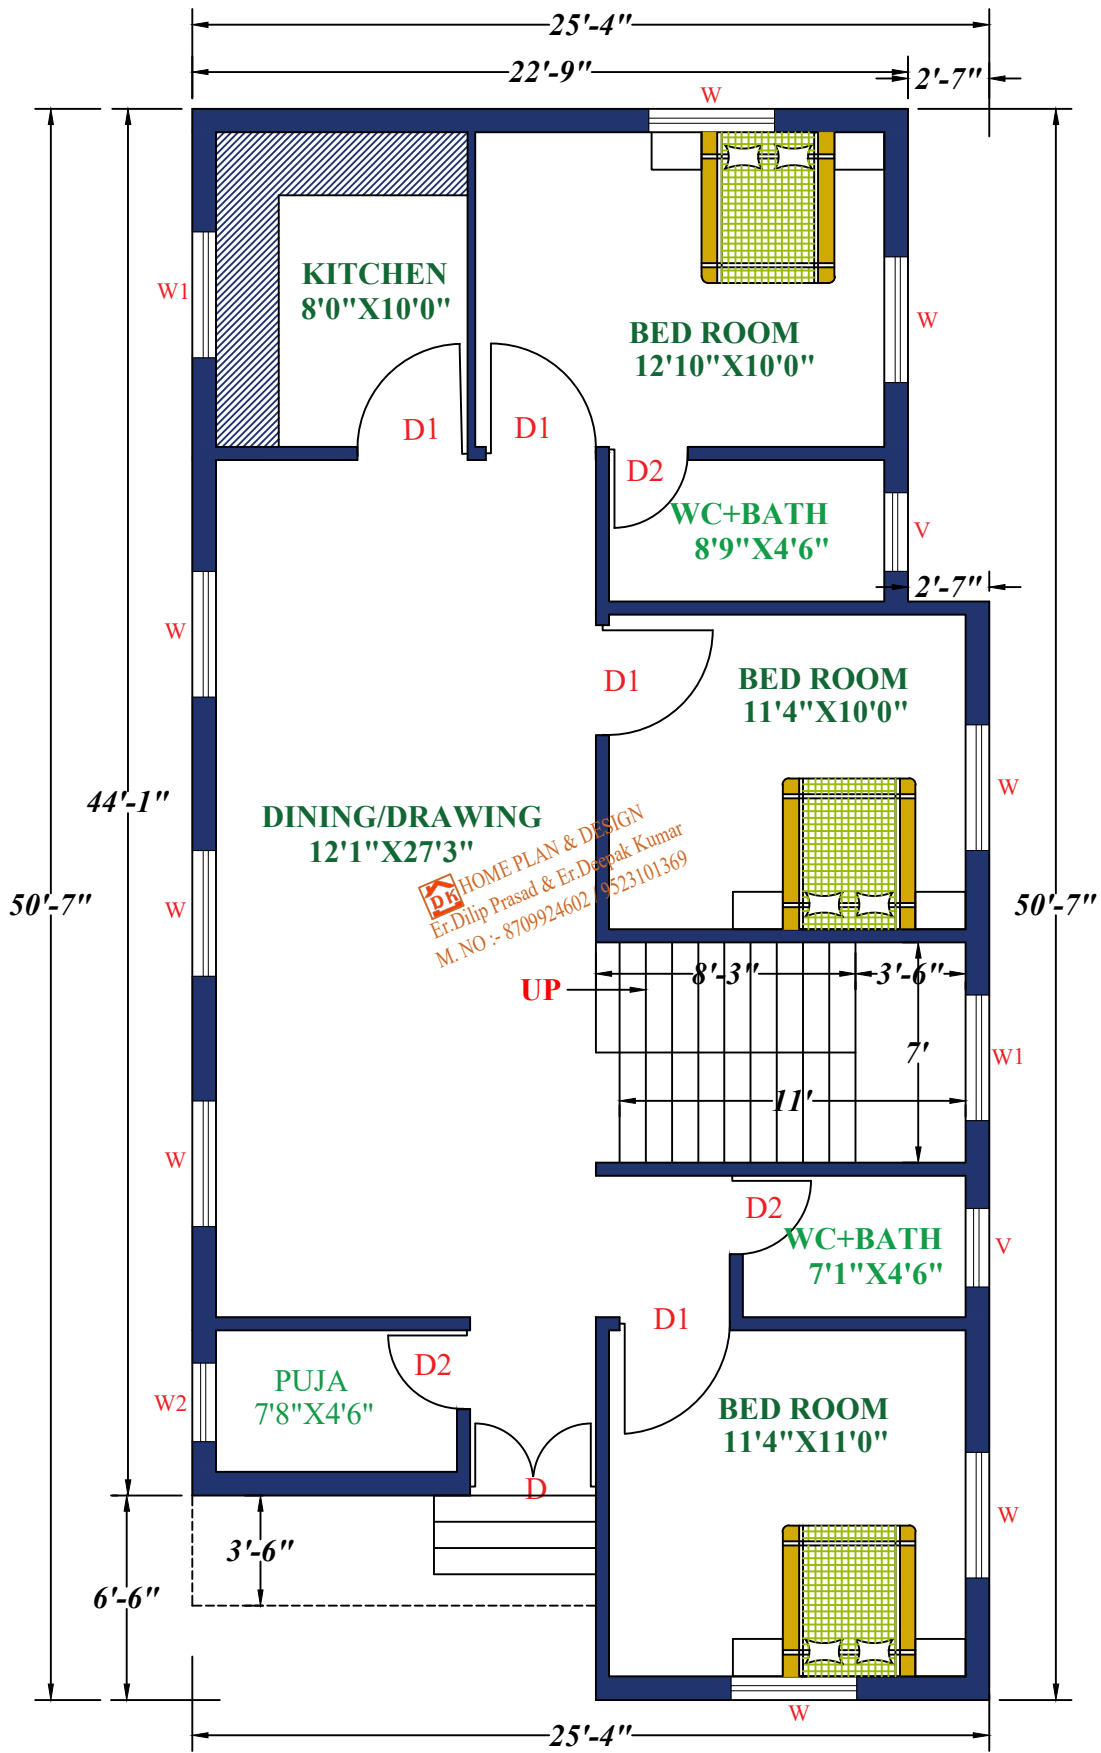 25'-4"
22'-9"
2'-7"
W
KITCHEN
8'0"X10'0"
W1
BED ROOM
12'10"X10'0"
W
D1
D1
D2
WC+BATH
8'9"X4'6"
V
2'-7"
W
D1
BED ROOM
11'4"X10'0"
W
44'-1"
DINING/DRAWING
12'1"X27'3"
DK
HOME PLAN & DESIGN
Er.Dilip Prasad & Er.Deepak Kumar
M. NO :- 8709924602 / 9523101369
50'-7"
W
50'-7"
8'-3"
3'-6"
UP
7'
W1
11'
W
D2
WC+BATH
7'1"X4'6"
V
D1
D2
PUJA
7'8"X4'6"
W2
BED ROOM
11'4"X11'0"
D
W
3'-6"
6'-6"
W
25'-4"